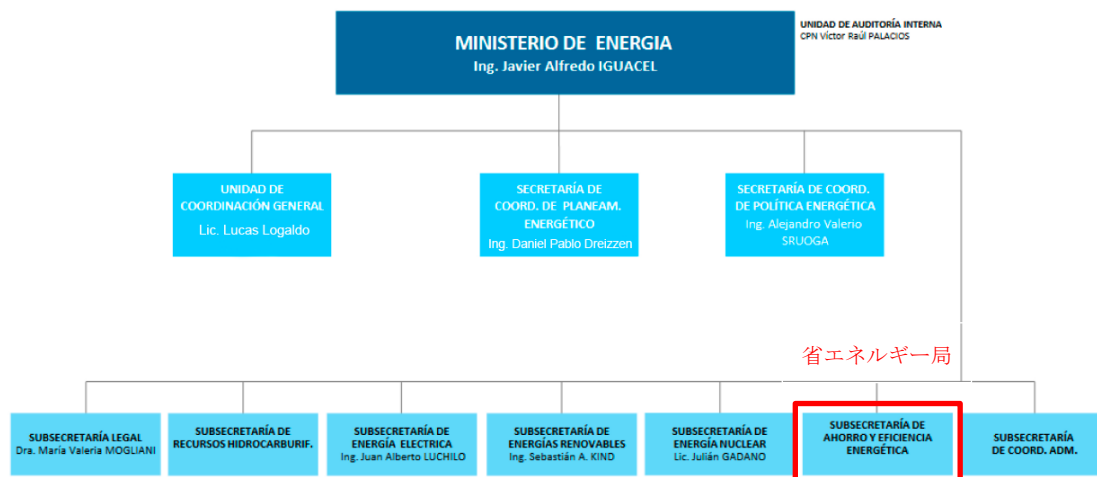 MINISTERIO DE ENERGIA
Ing. Javier Alfredo IGUACEL
UNIDAD DE AUDITORÍA INTERNA
CPN Víctor Raúl PALACIOS
UNIDAD DE
COORDINACIÓN GENERAL
Lic. Lucas Logaldo
SECRETARÍA DE
COORD. DE PLANEAM.
ENERGÉTICO
Ing. Daniel Pablo Dreizzen
SECRETARÍA DE COORD.
DE POLÍTICA ENERGÉTICA
Ing. Alejandro Valerio
SRUOGA
省エネルギー局
SUBSECRETARÍA LEGAL
Dra. María Valeria MOGLIANI
SUBSECRETARÍA DE
RECURSOS HIDROCARBURIF.
SUBSECRETARÍA DE
ENERGÍA ELECTRICA
Ing. Juan Alberto LUCHILO
SUBSECRETARÍA DE
ENERGÍAS RENOVABLES
Ing. Sebastián A. KIND
SUBSECRETARÍA DE
ENERGÍA NUCLEAR
Lic. Julián GADANO
SUBSECRETARÍA DE
AHORRO Y EFICIENCIA
ENERGÉTICA
SUBSECRETARÍA
DE COORD. ADM.